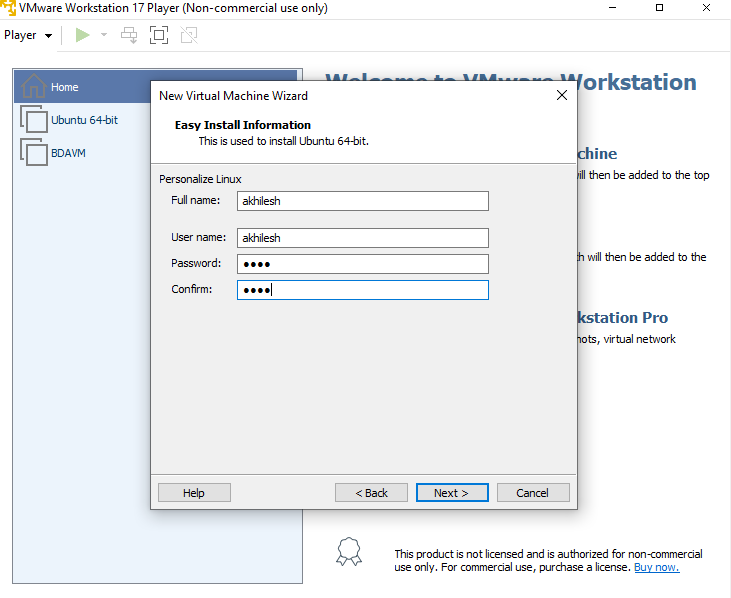 VMware Workstation 17 Player (Non-commercial use only)
Player
Home
Ubuntu 64-bit
BDAVM
Welcome to VMware Workstation
New Virtual Machine Wizard
Easy Install Information
This is used to install Ubuntu 64-bit.
Personalize Linux
Full name: akhilesh
User name: akhilesh
Password: ●●●●
Confirm: ●●●●
Help
< Back
Next >
Cancel
will then be added to the top
will then be added to the
Pro
virtual network
This product is not licensed and is authorized for non-commercial
use only. For commercial use, purchase a license. Buy now.